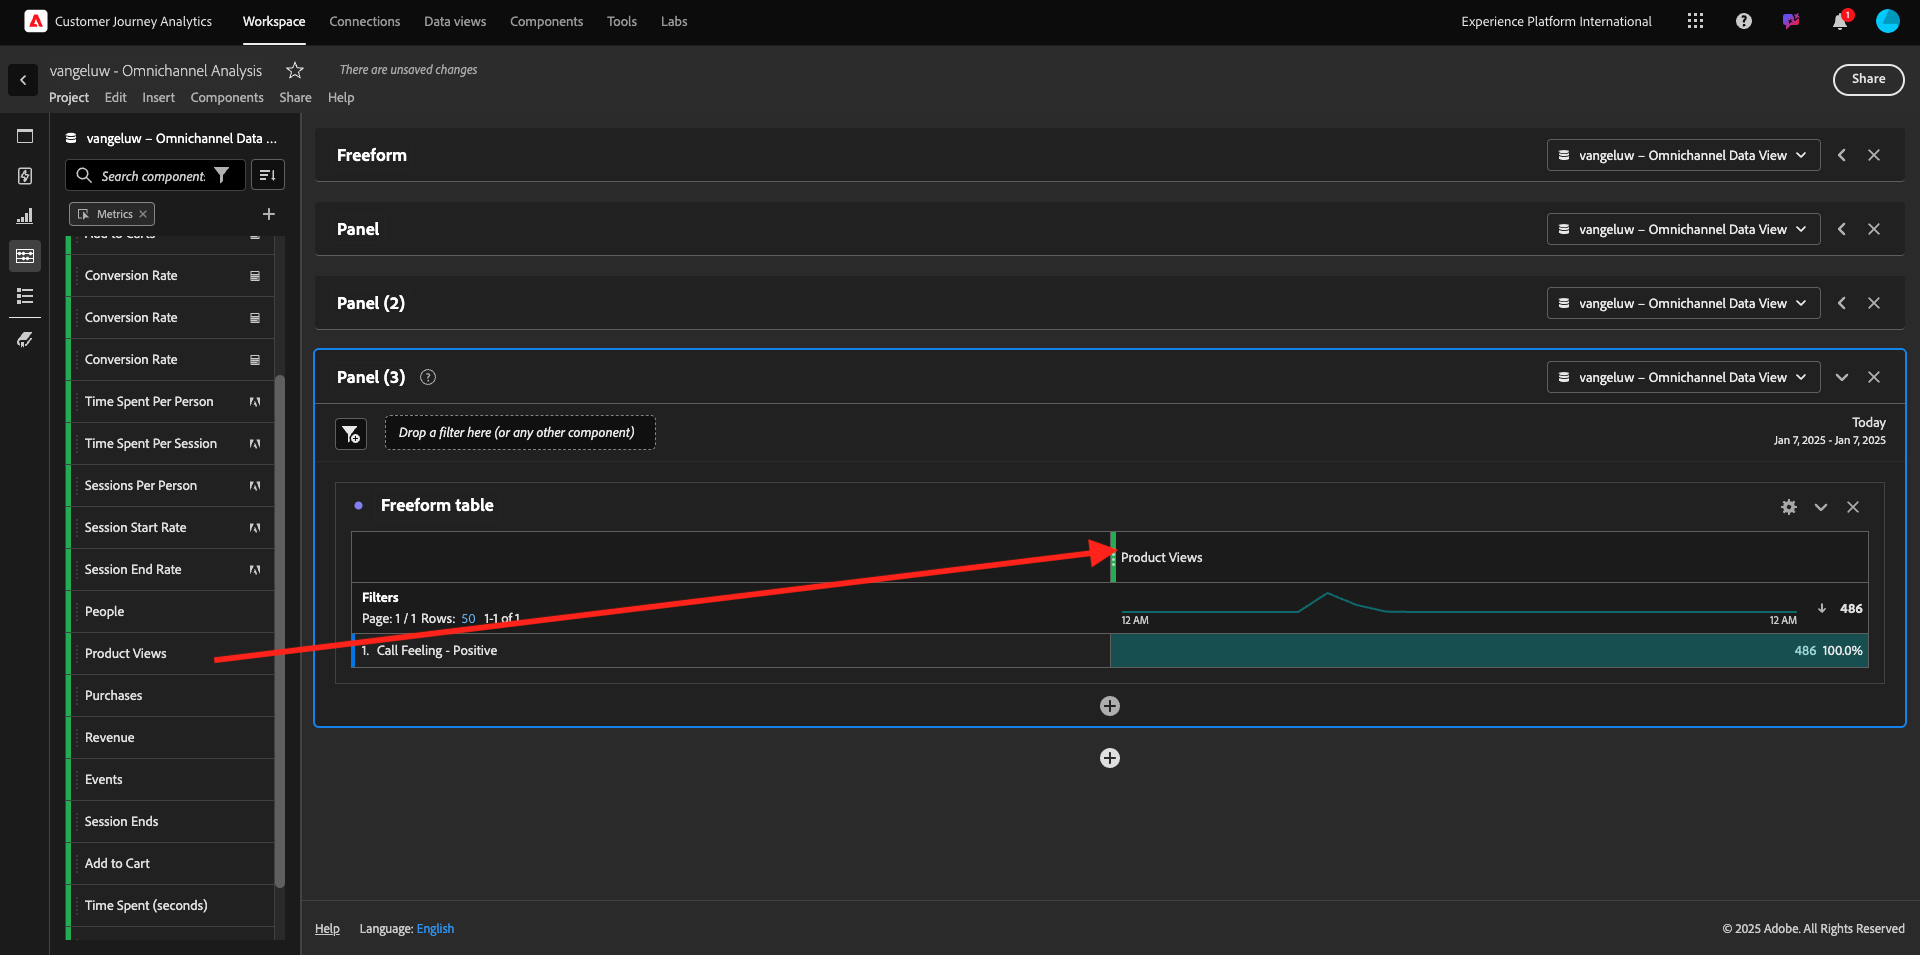 Customer Journey Analytics
Workspace
Connections
Data views
Components
Tools
Labs
Experience Platform International
1
vangeluw - Omnichannel Analysis
There are unsaved changes
Share
Project
Edit
Insert
Components
Share
Help
vangeluw – Omnichannel Data ...
Search component
Metrics
Conversion Rate
Conversion Rate
Conversion Rate
Time Spent Per Person
Time Spent Per Session
Sessions Per Person
Session Start Rate
Session End Rate
People
Product Views
Purchases
Revenue
Events
Session Ends
Add to Cart
Time Spent (seconds)
Freeform
vangeluw – Omnichannel Data View
Panel
vangeluw – Omnichannel Data View
Panel (2)
vangeluw – Omnichannel Data View
Panel (3)
vangeluw – Omnichannel Data View
Drop a filter here (or any other component)
Today
Jan 7, 2025 - Jan 7, 2025
Freeform table
Product Views
Filters
Page: 1 / 1 Rows: 50 1-1 of 1
12 AM
12 AM
486
1. Call Feeling - Positive
486 100.0%
Help
Language: English
© 2025 Adobe. All Rights Reserved